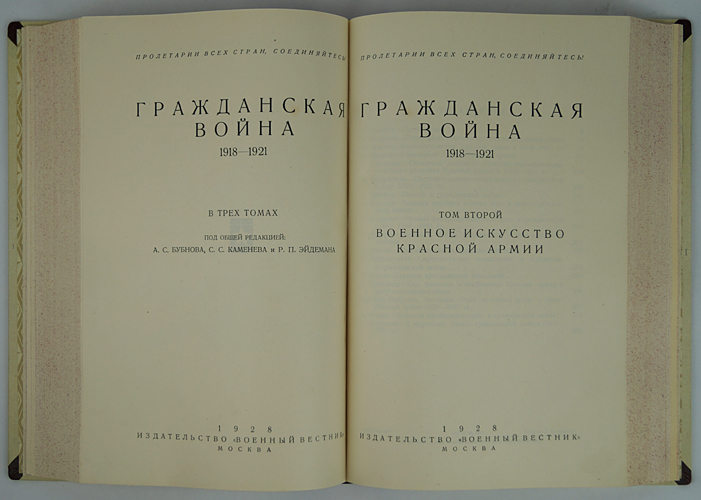 ПРОЛЕТАРИИ ВСЕХ СТРАН, СОЕДИНЯЙТЕСЬ!
ГРАЖДАНСКАЯ
ВОЙНА
1918—1921
В ТРЕХ ТОМАХ
ПОД ОБЩЕЙ РЕДАКЦИЕЙ:
А. С. БУБНОВА, С. С. КАМЕНЕВА и Р. П. ЭЙДЕМАНА
1928
ИЗДАТЕЛЬСТВО «ВОЕННЫЙ ВЕСТНИК»
МОСКВА
ПРОЛЕТАРИИ ВСЕХ СТРАН, СОЕДИНЯЙТЕСЬ!
ГРАЖДАНСКАЯ
ВОЙНА
1918—1921
ТОМ ВТОРОЙ
ВОЕННОЕ ИСКУССТВО
КРАСНОЙ АРМИИ
1928
ИЗДАТЕЛЬСТВО «ВОЕННЫЙ ВЕСТНИК»
МОСКВА